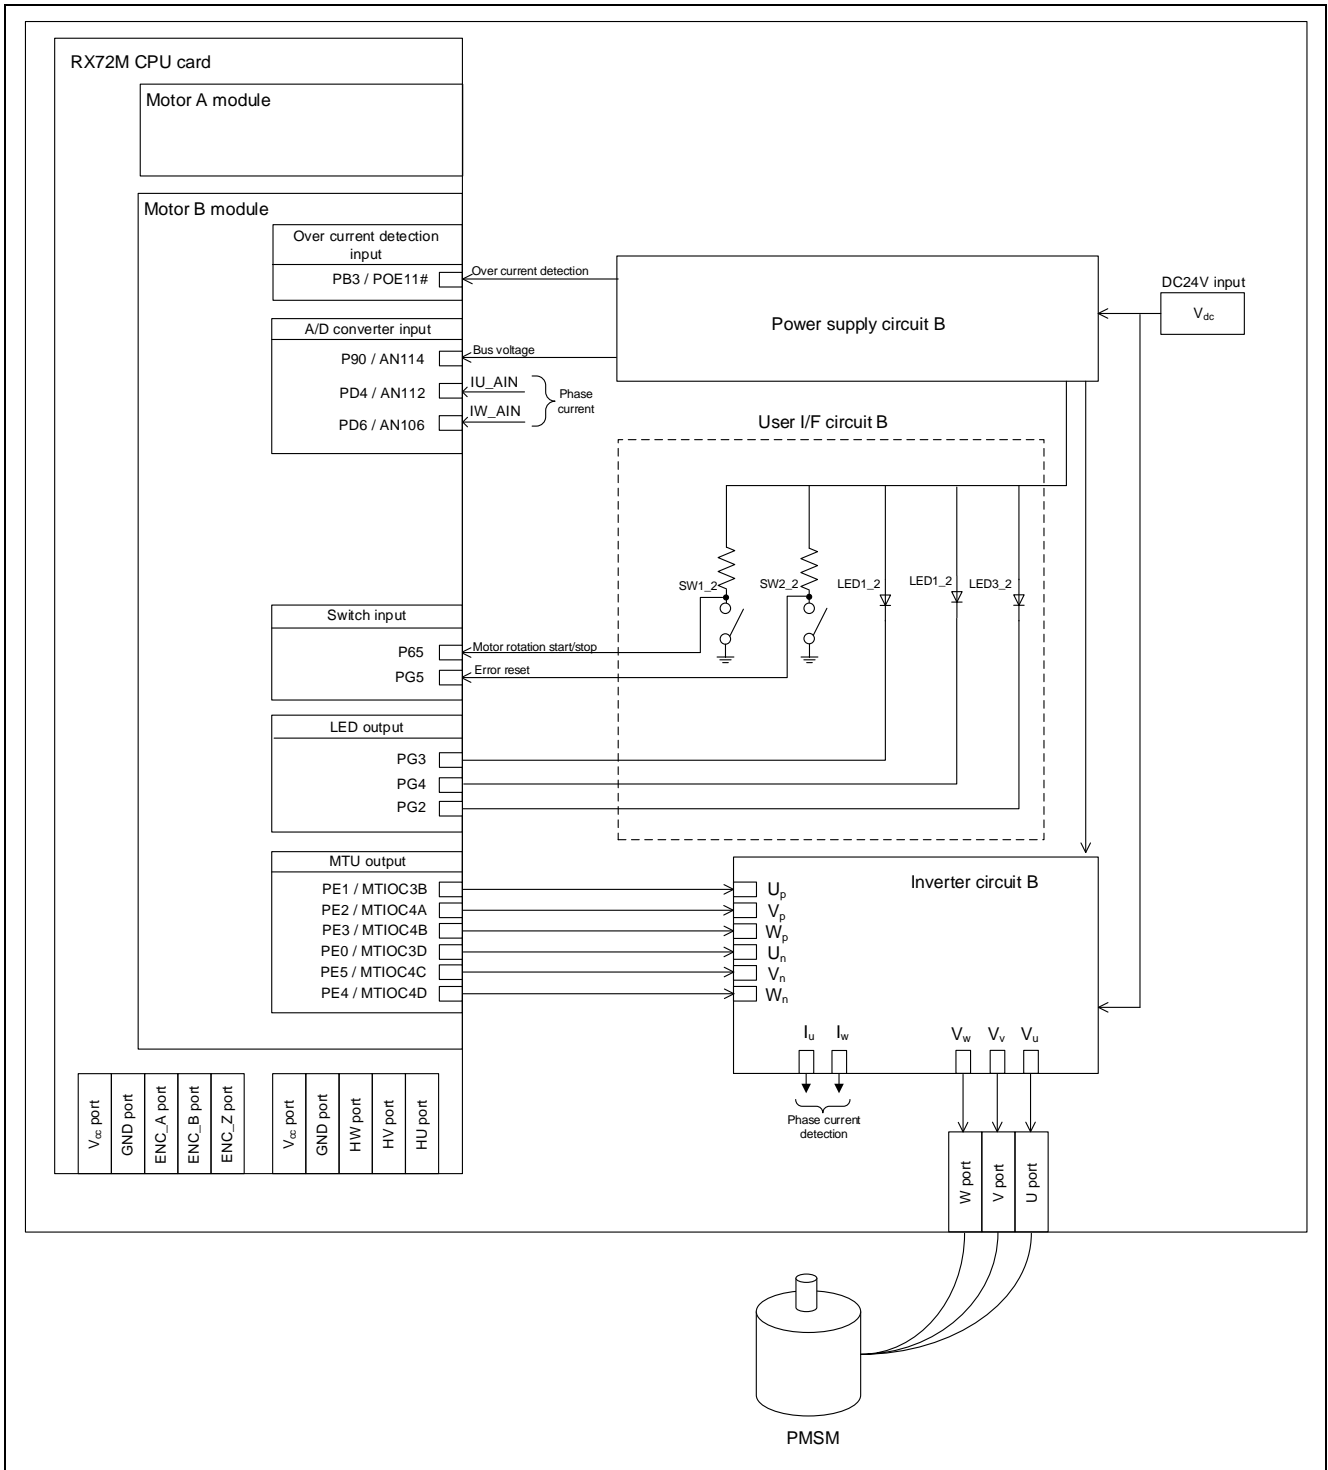 RX72M CPU card
Motor A module
Motor B module
Over current detection
input
PB3 / POE11#
Over current detection
A/D converter input
P90 / AN114
Bus voltage
PD4 / AN112
IU_AIN
PD6 / AN106
IW_AIN
Phase
current
Power supply circuit B
DC24V input
Vdc
User I/F circuit B
SW1_2
SW2_2
LED1_2
LED1_2
LED3_2
Switch input
P65
Motor rotation start/stop
PG5
Error reset
LED output
PG3
PG4
PG2
MTU output
PE1 / MTIOC3B
PE2 / MTIOC4A
PE3 / MTIOC4B
PE0 / MTIOC3D
PE5 / MTIOC4C
PE4 / MTIOC4D
Inverter circuit B
Up
Vp
Wp
Un
Vn
Wn
Iu
Iw
Vw
Vv
Vu
Phase current
detection
Vcc port
GND port
ENC_A port
ENC_B port
ENC_Z port
Vcc port
GND port
HW port
HV port
HU port
W port
V port
U port
PMSM